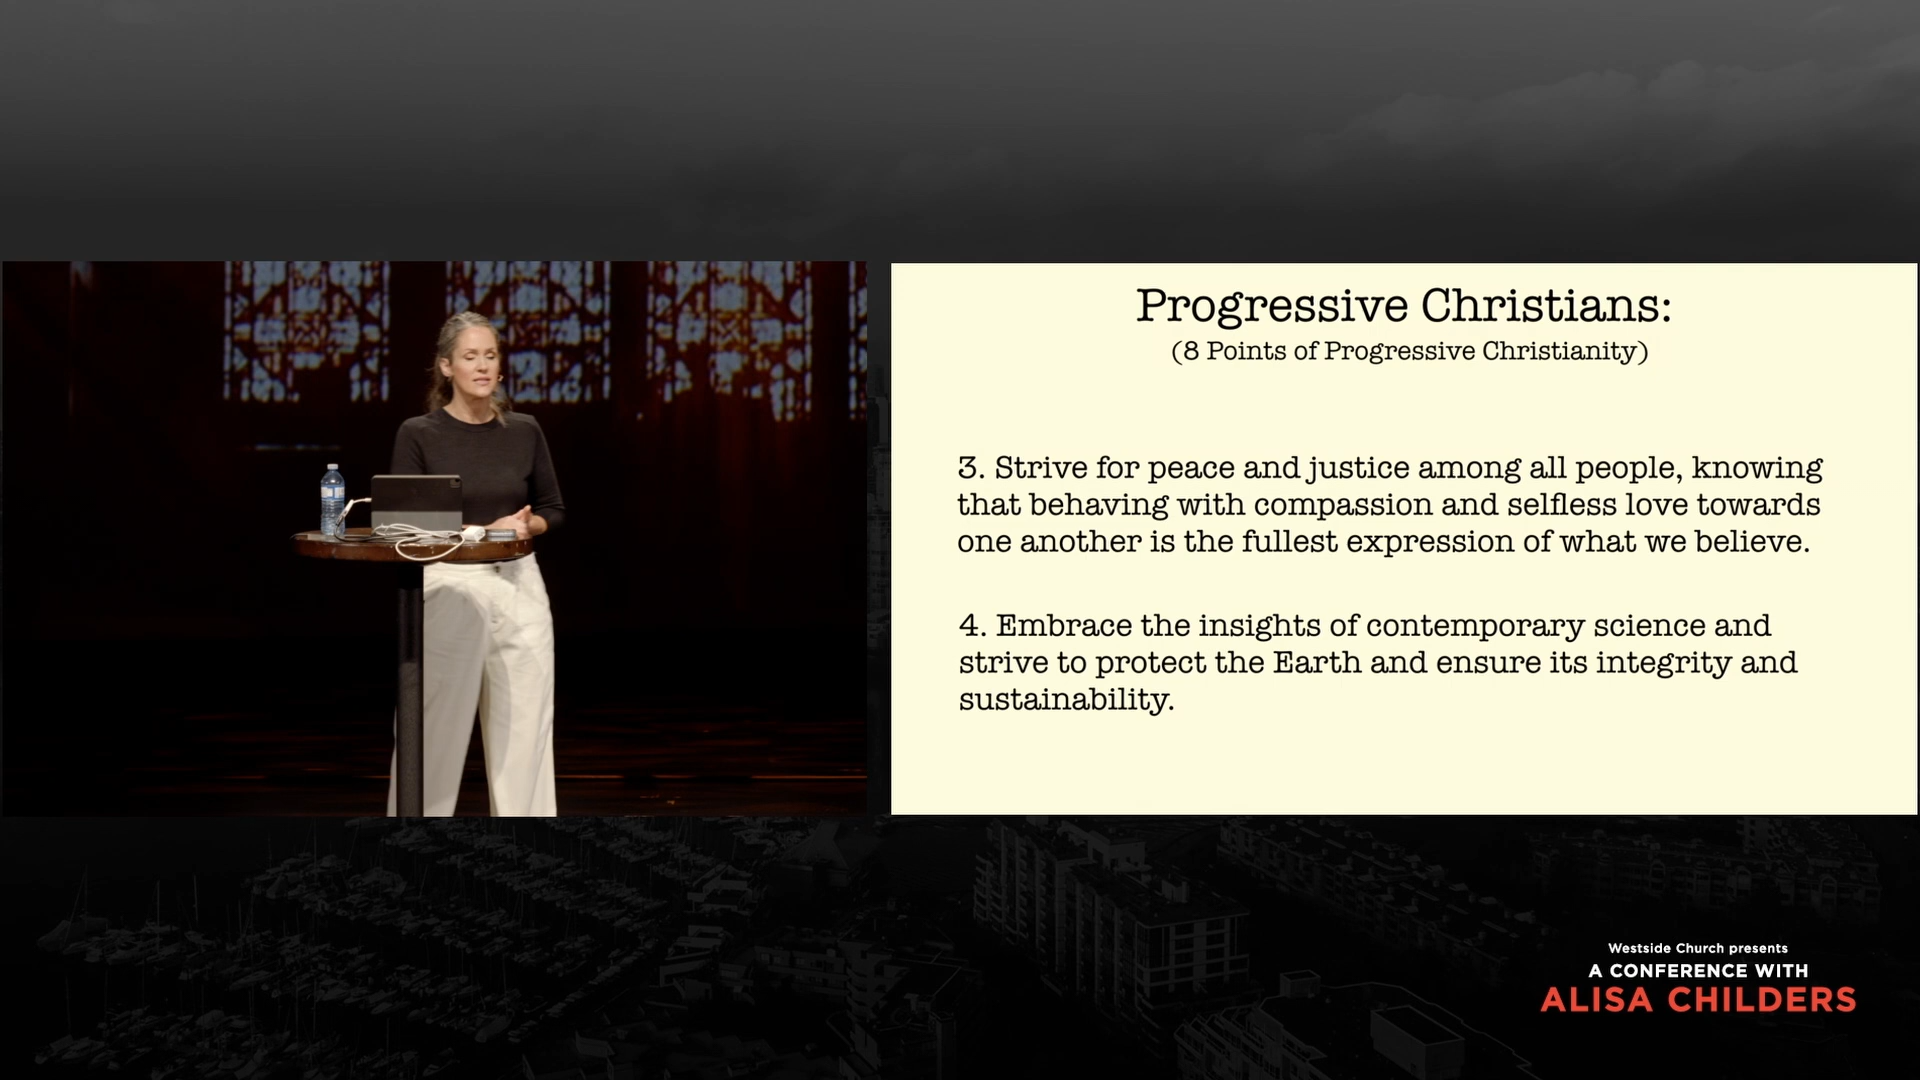 Progressive Christians:
(8 Points of Progressive Christianity)
3. Strive for peace and justice among all people, knowing
that behaving with compassion and selfless love towards
one another is the fullest expression of what we believe.
4. Embrace the insights of contemporary science and
strive to protect the Earth and ensure its integrity and
sustainability.
Westside Church presents
A CONFERENCE WITH
ALISA CHILDERS